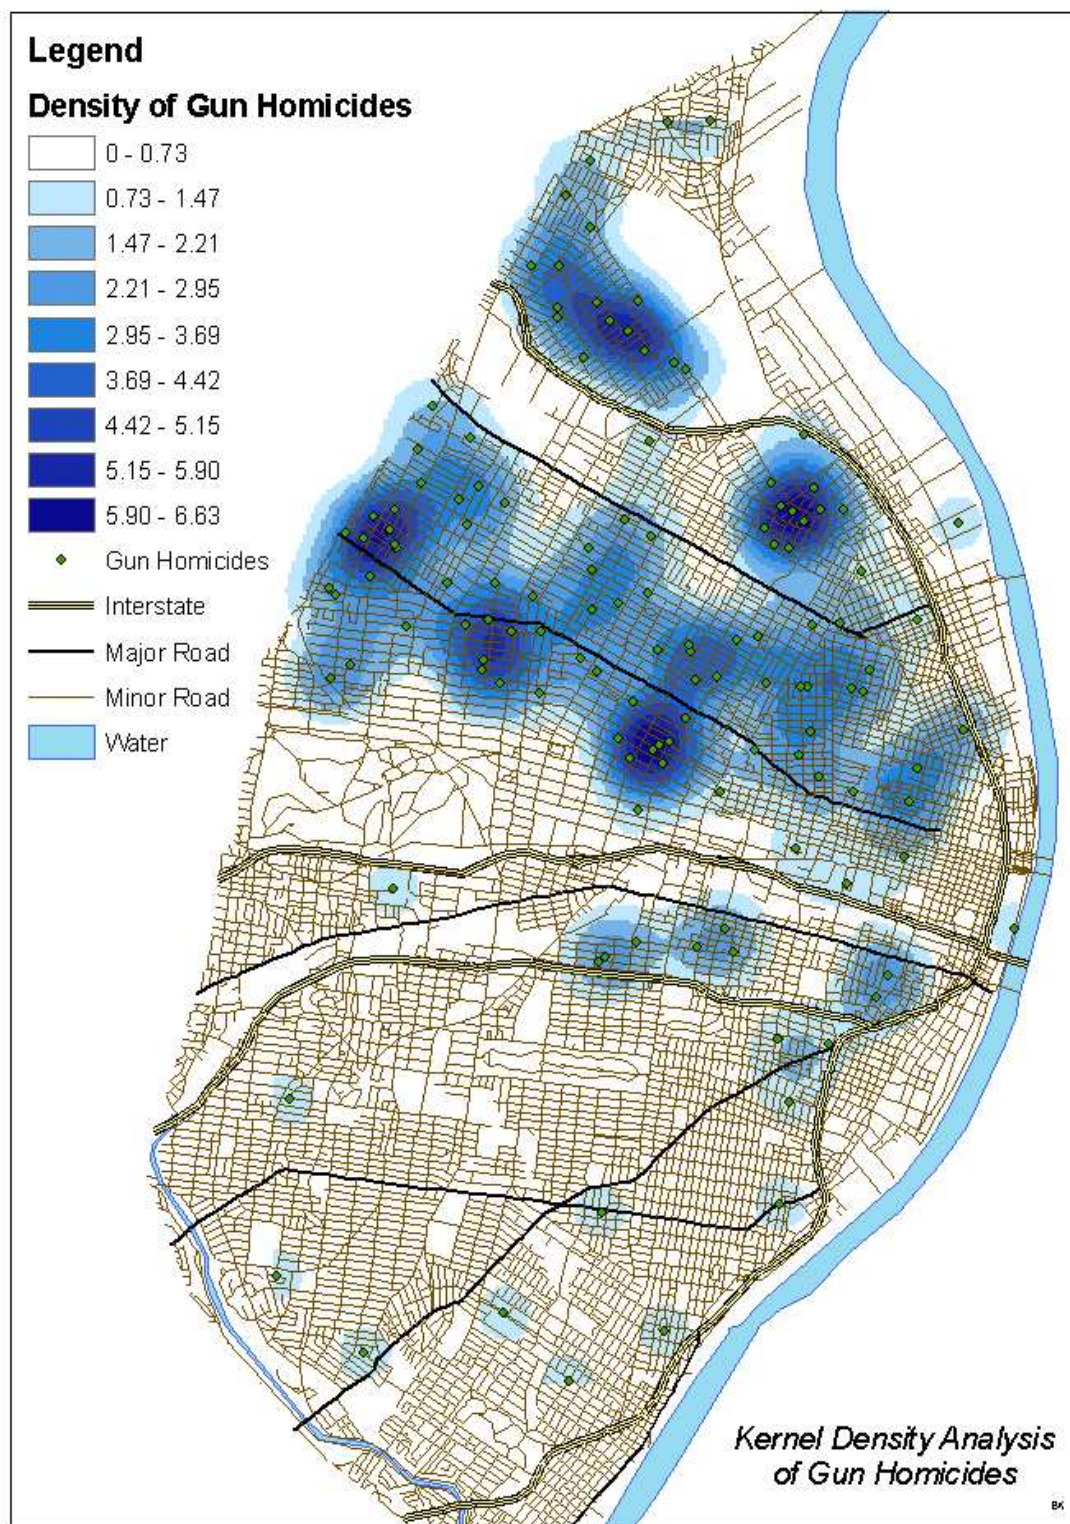 Legend
Density of Gun Homicides
0 - 0.73
0.73 - 1.47
1.47 - 2.21
2.21 - 2.95
2.95 - 3.69
3.69 - 4.42
4.42 - 5.15
5.15 - 5.90
5.90 - 6.63
Gun Homicides
Interstate
Major Road
Minor Road
Water
Kernel Density Analysis
of Gun Homicides
BK